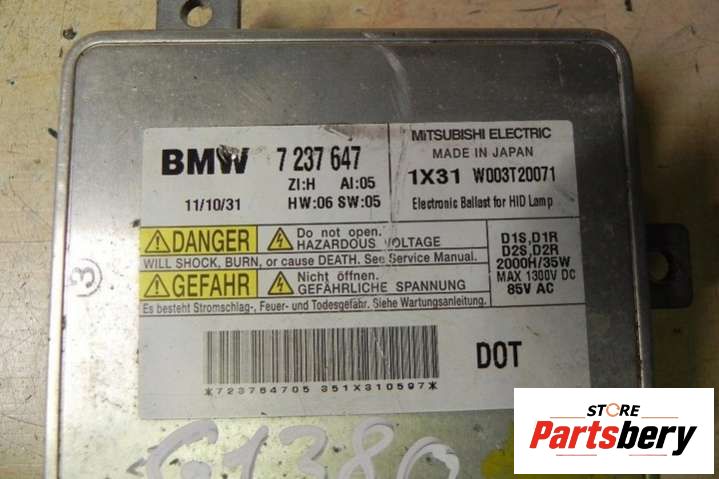 BMW 7 237 647
ZI:H AI:05
11/10/31 HW:06 SW:05
MITSUBISHI ELECTRIC
MADE IN JAPAN
1X31 W003T20071
Electronic Ballast for HID Lamp
DANGER Do not open.
HAZARDOUS VOLTAGE
WILL SHOCK, BURN, or cause DEATH. See Service Manual.
GEFAHR Nicht öffnen.
GEFÄHRLICHE SPANNUNG
Es besteht Stromschlag-, Feuer- und Todesgefahr. Siehe Wartungsanleitung.
D1S,D1R
D2S,D2R
2000H/35W
MAX 1300V DC
85V AC
*723764705 351X310597*
DOT
3
G1380
STORE
Partsbery